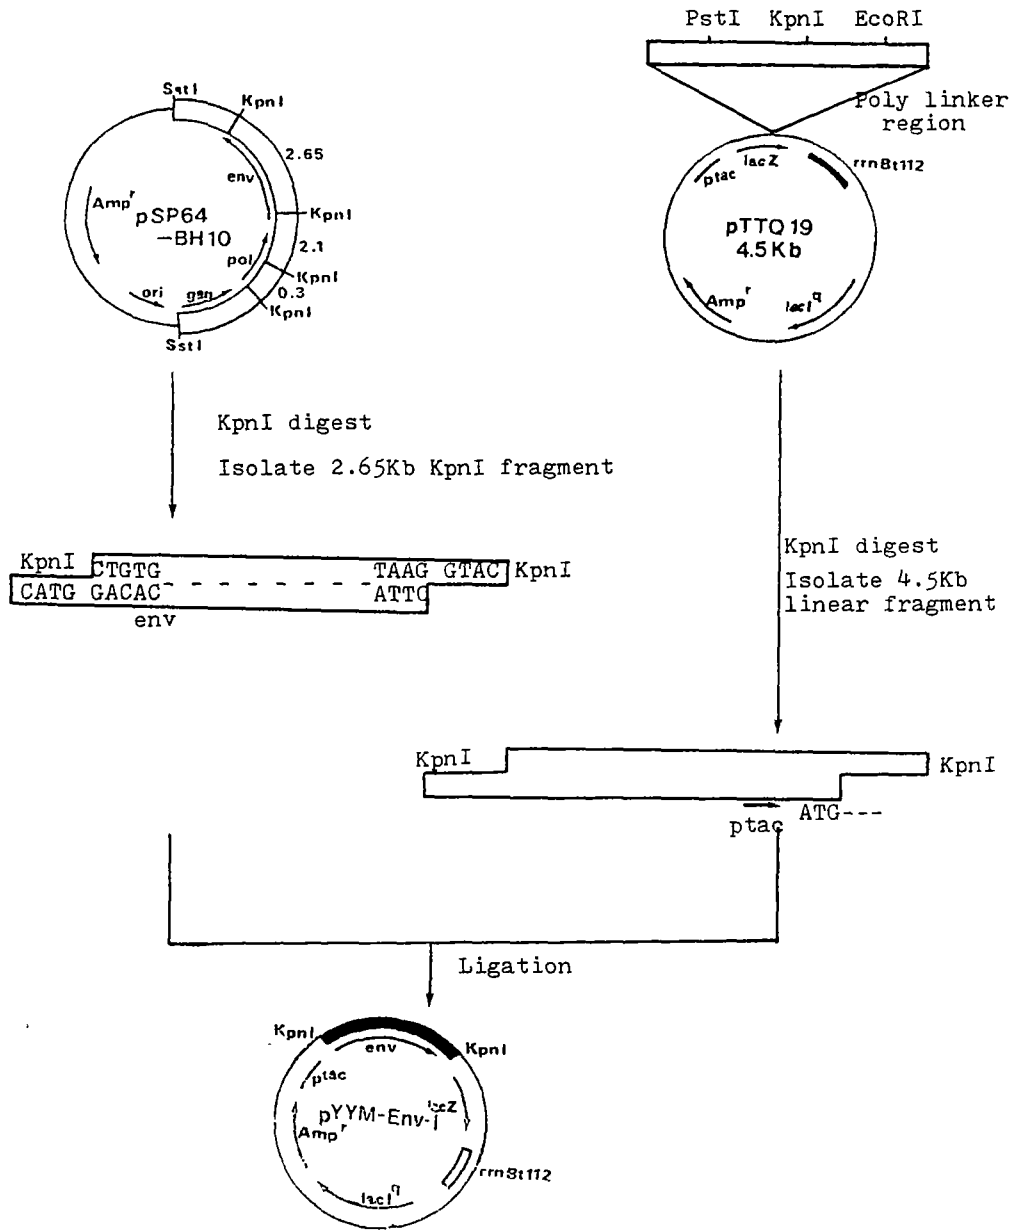 PstI KpnI EcoRI
Poly linker
region
SstI
KpnI
2.65
env
Amp r
pSP64
-BH10
KpnI
2.1
pol
KpnI
0.3
KpnI
ori
gag
SstI
lacZ
ptac
rrnBt112
pTTQ19
4.5Kb
Amp r
lacI q
KpnI digest
Isolate 2.65Kb KpnI fragment
KpnI CTGTG - - - - - - - TAAG GTAC KpnI
CATG GACAC ATTC
env
KpnI digest
Isolate 4.5Kb
linear fragment
KpnI
KpnI
ptac ATG---
Ligation
KpnI
env
KpnI
ptac
lacZ
pYYM-Env-1
Amp r
rrnBt112
lacI q